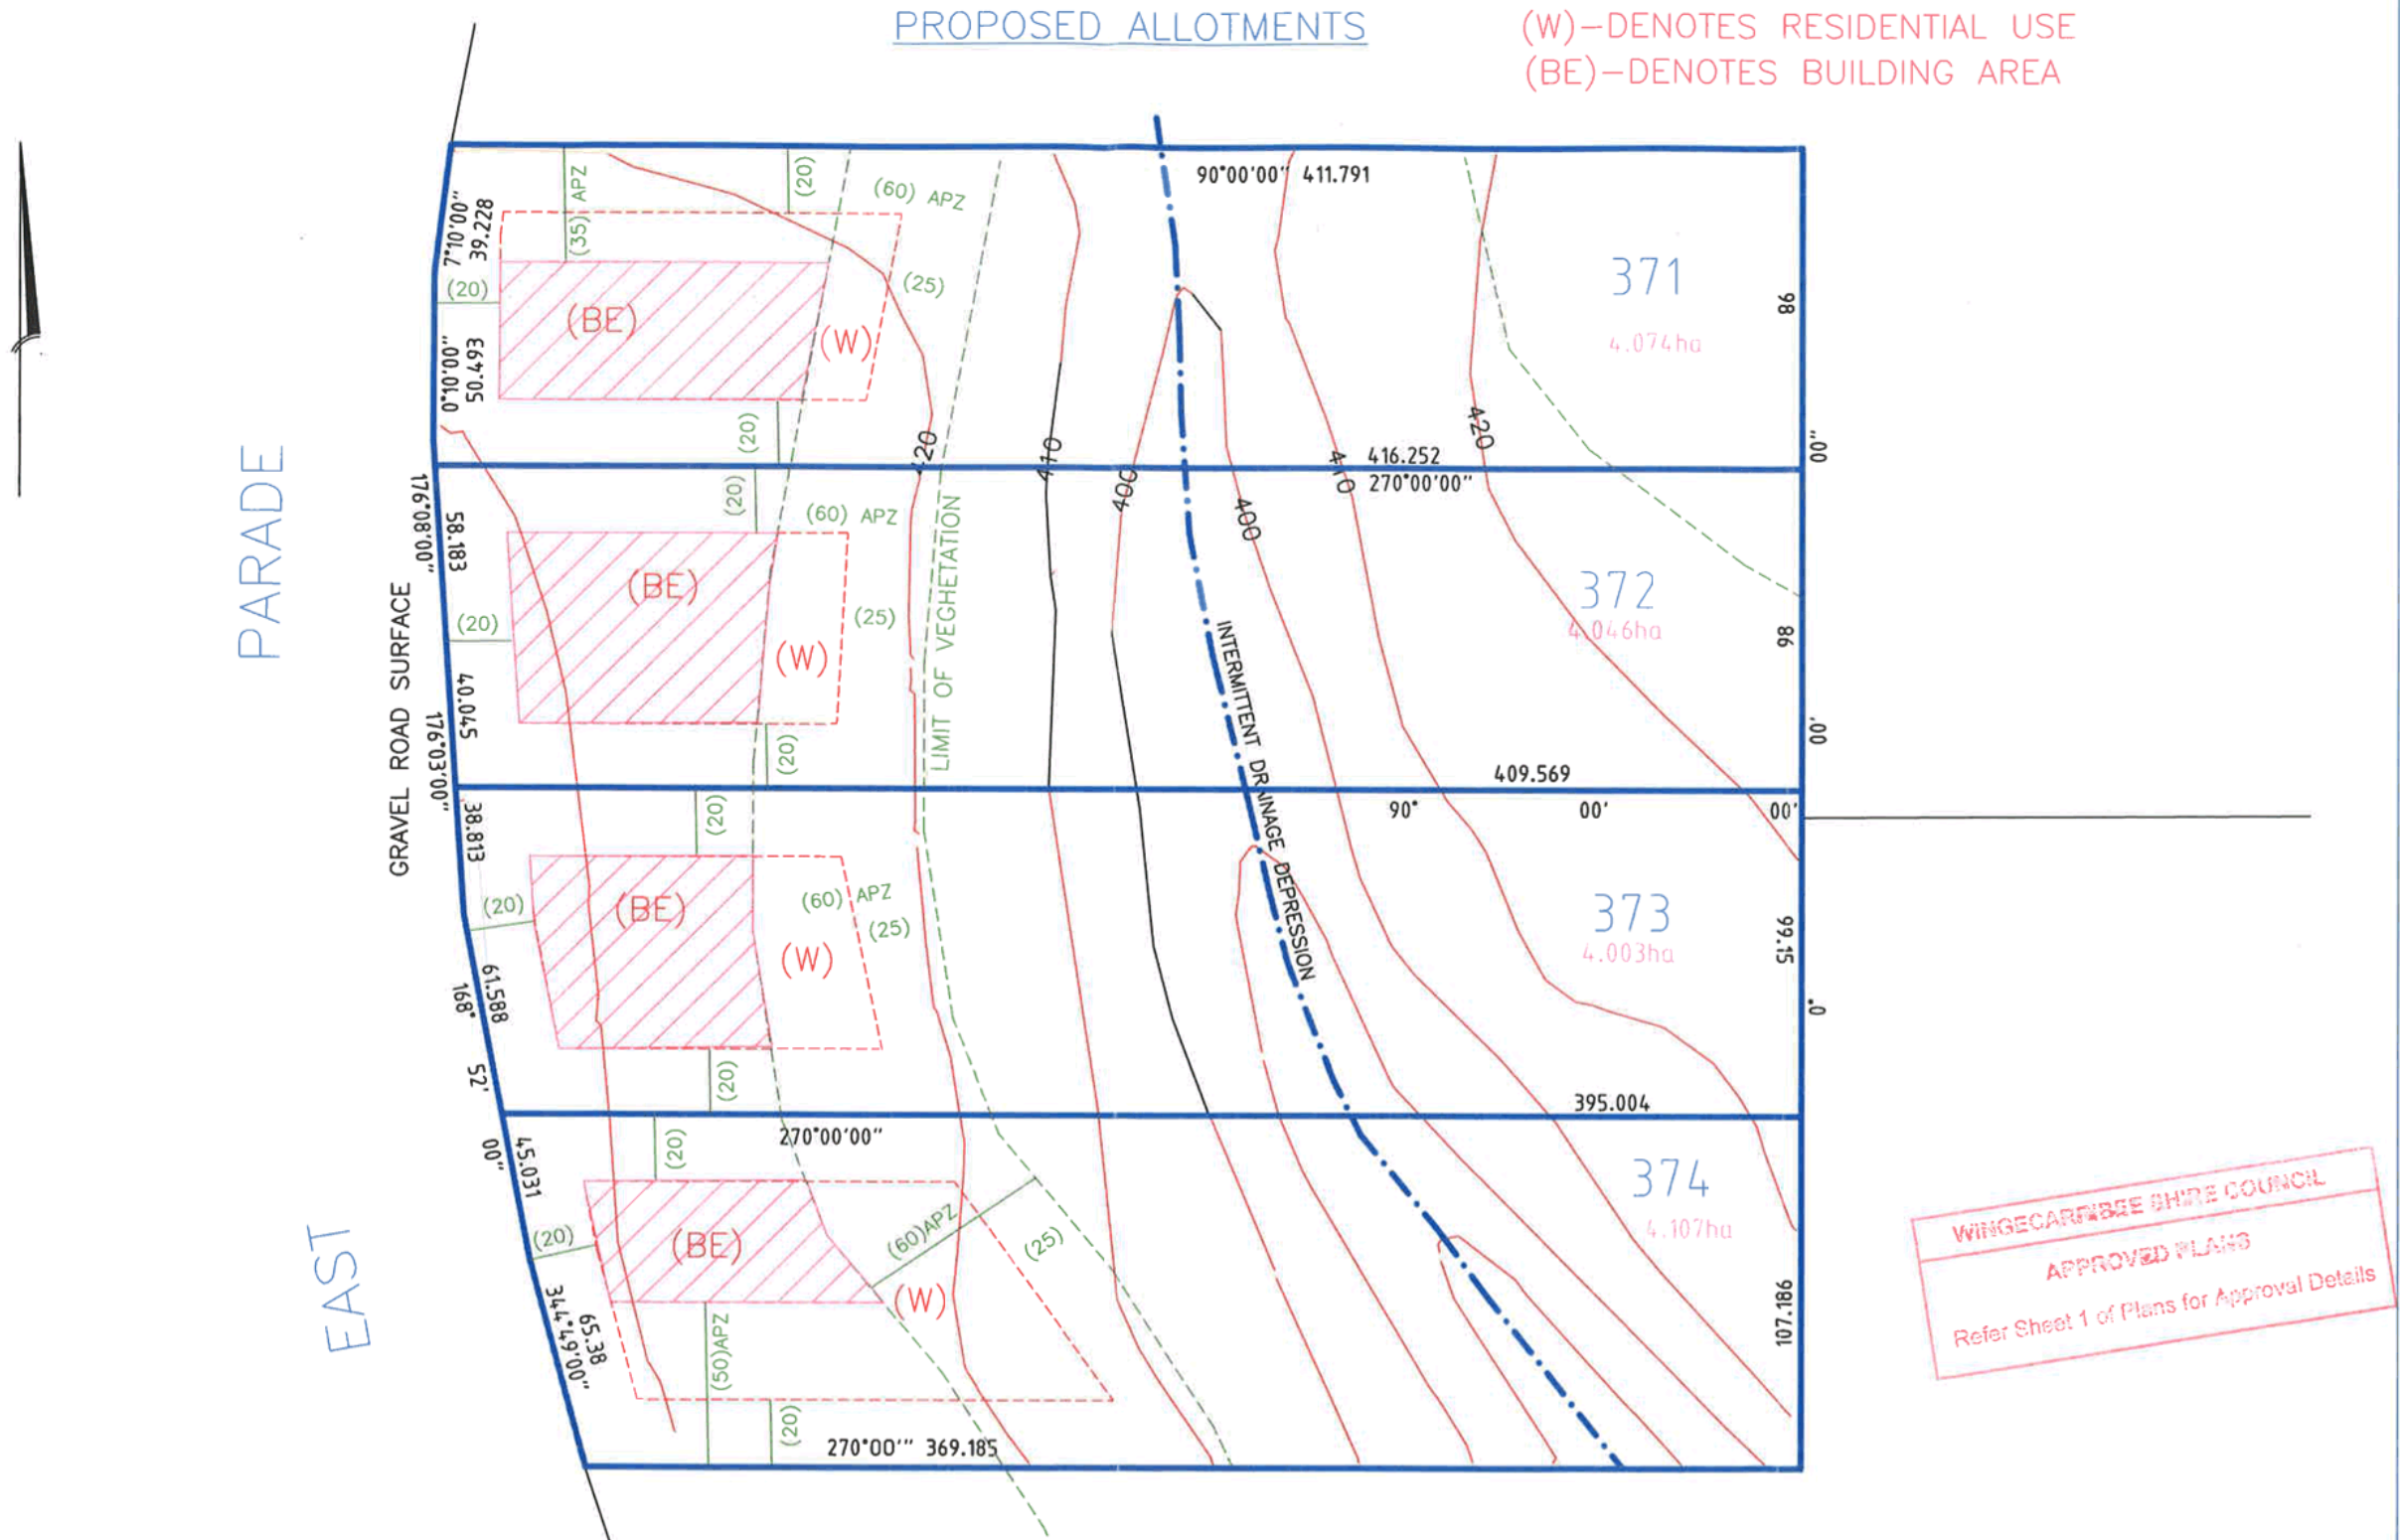 PROPOSED ALLOTMENTS
(W)-DENOTES RESIDENTIAL USE
(BE)-DENOTES BUILDING AREA
90°00'00" 411.791
7°10'00"
39.228
(35) APZ
(20)
(60) APZ
(20)
(BE)
(W)
(25)
371
4.074ha
98
0°01'00"
50.493
(20)
420
410
400
410
420
416.252
270°00'00"
00"
PARADE
GRAVEL ROAD SURFACE
176°08'00"
58.183
(20)
(60) APZ
400
(BE)
(20)
(W)
(25)
LIMIT OF VEGHETATION
INTERMITTENT DRAINAGE DEPRESSION
372
4.046ha
98
40.045
176°03'00"
(20)
00'
409.569
90° 00' 00'
38.813
(20)
(20)
(BE)
(60) APZ
(W)
(25)
373
4.003ha
99.15
0°
61.588
168° 52' 00"
(20)
395.004
270°00'00"
45.031
(20)
(20)
(BE)
(60)APZ
(W)
(25)
374
4.107ha
107.186
EAST
344°49'00"
65.38
(50)APZ
(20)
270°00'" 369.185
WINGECARRIBEE SHIRE COUNCIL
APPROVED PLANS
Refer Sheet 1 of Plans for Approval Details